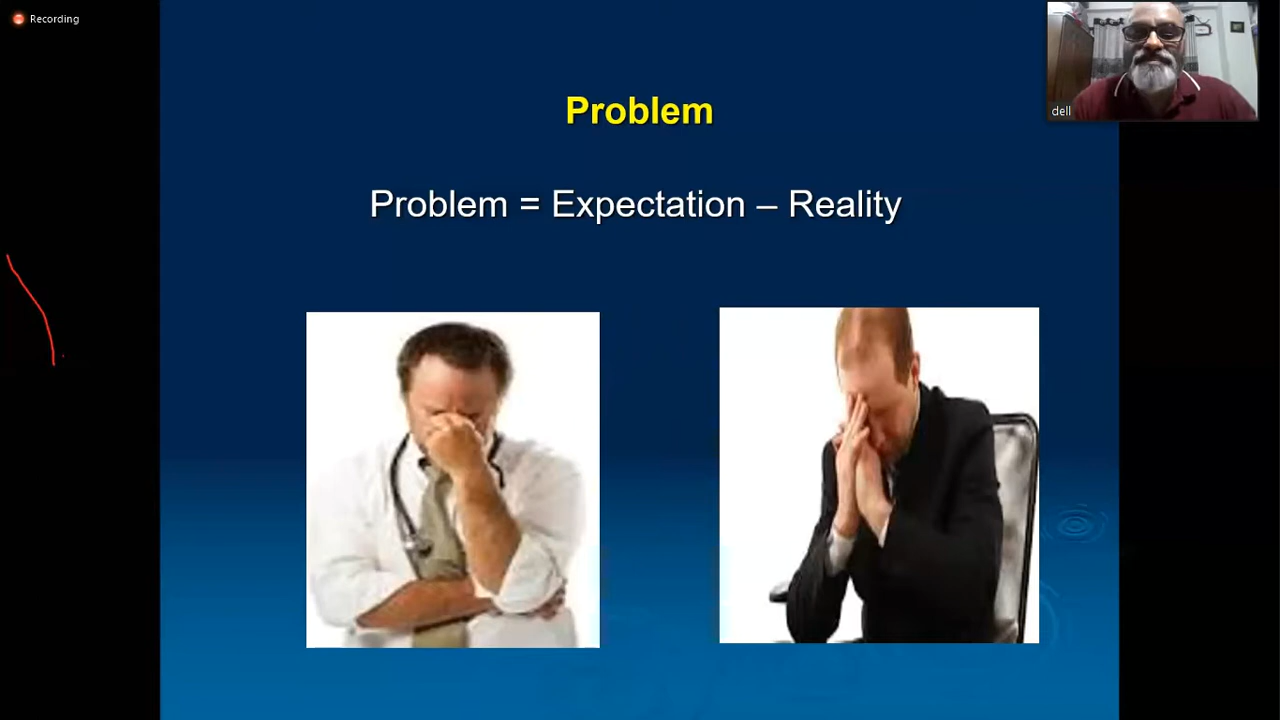 Recording
dell
Problem
Problem = Expectation – Reality